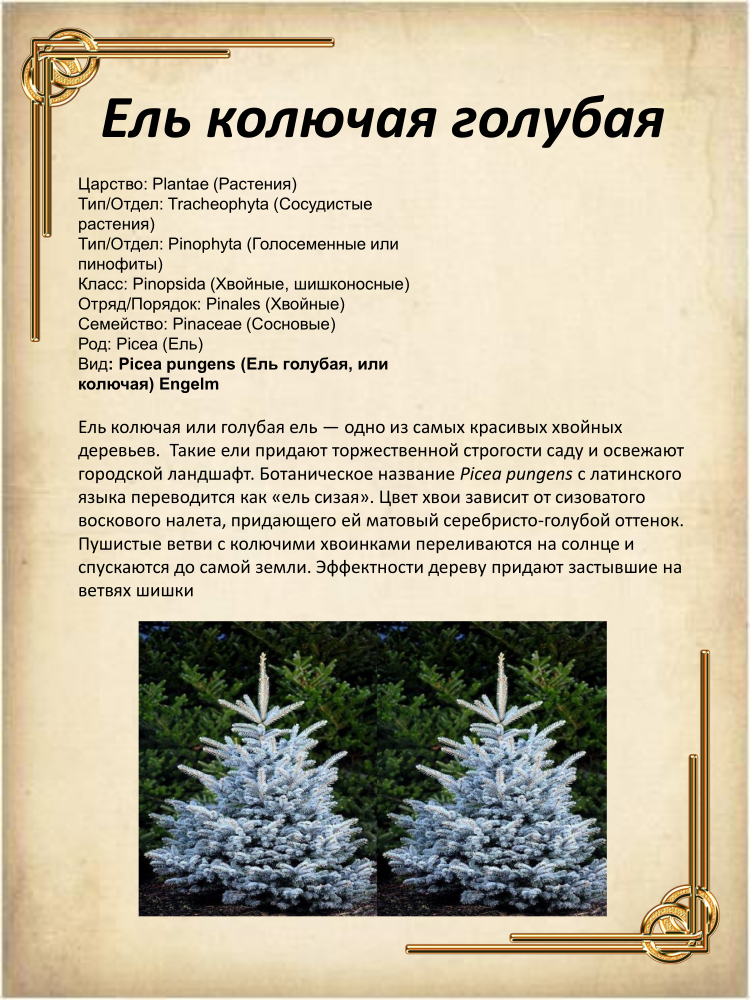 Ель колючая голубая
Царство: Plantae (Растения)
Тип/Отдел: Tracheophyta (Сосудистые
растения)
Тип/Отдел: Pinophyta (Голосеменные или
пинофиты)
Класс: Pinopsida (Хвойные, шишконосные)
Отряд/Порядок: Pinales (Хвойные)
Семейство: Pinaceae (Сосновые)
Род: Picea (Ель)
Вид: Picea pungens (Ель голубая, или
колючая) Engelm
Ель колючая или голубая ель — одно из самых красивых хвойных
деревьев.  Такие ели придают торжественной строгости саду и освежают
городской ландшафт. Ботаническое название Picea pungens с латинского
языка переводится как «ель сизая». Цвет хвои зависит от сизоватого
воскового налета, придающего ей матовый серебристо-голубой оттенок.
Пушистые ветви с колючими хвоинками переливаются на солнце и
спускаются до самой земли. Эффектности дереву придают застывшие на
ветвях шишки